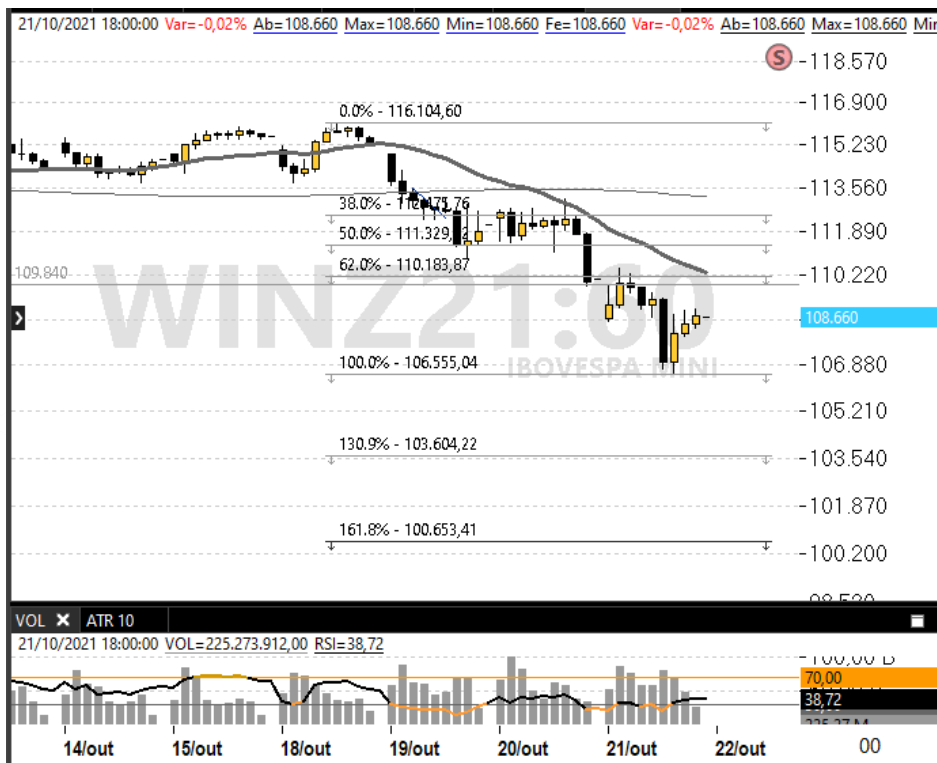 21/10/2021 18:00:00 Var=-0,02% Ab=108.660 Max=108.660 Min=108.660 Fe=108.660 Var=-0,02% Ab=108.660 Max=108.660
S
118.570
116.900
115.230
113.560
111.890
110.220
108.660
106.880
105.210
103.540
101.870
100.200
0.0% - 116.104,60
38.0% -
50.0% -
62.0% - 110.183,87
109.840
WINZ21:60
IBOVESPA MINI
100.0% - 106.555,04
130.9% - 103.604,22
161.8% - 100.653,41
VOL ATR 10
21/10/2021 18:00:00 VOL=225.273.912,00 RSI=38,72
70,00
38,72
14/out 15/out 18/out 19/out 20/out 21/out 22/out 00